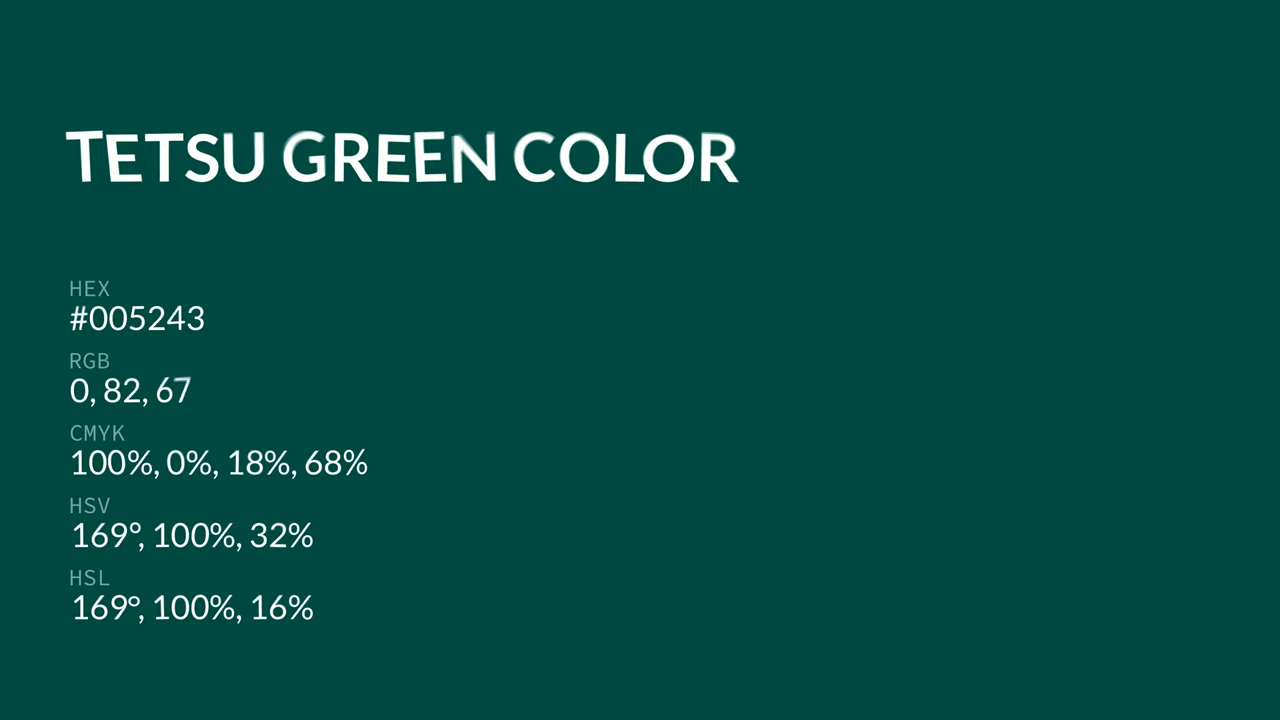 TETSU GREEN COLOR
HEX
#005243
RGB
0, 82, 67
CMYK
100%, 0%, 18%, 68%
HSV
169°, 100%, 32%
HSL
169°, 100%, 16%